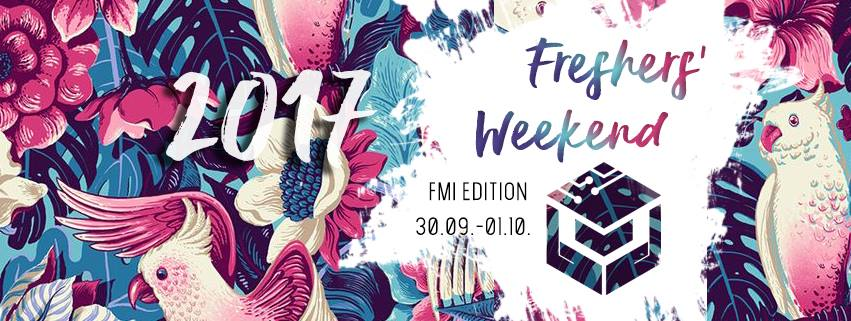 2017
Freshers'
Weekend
FMI EDITION
30.09.-01.10.